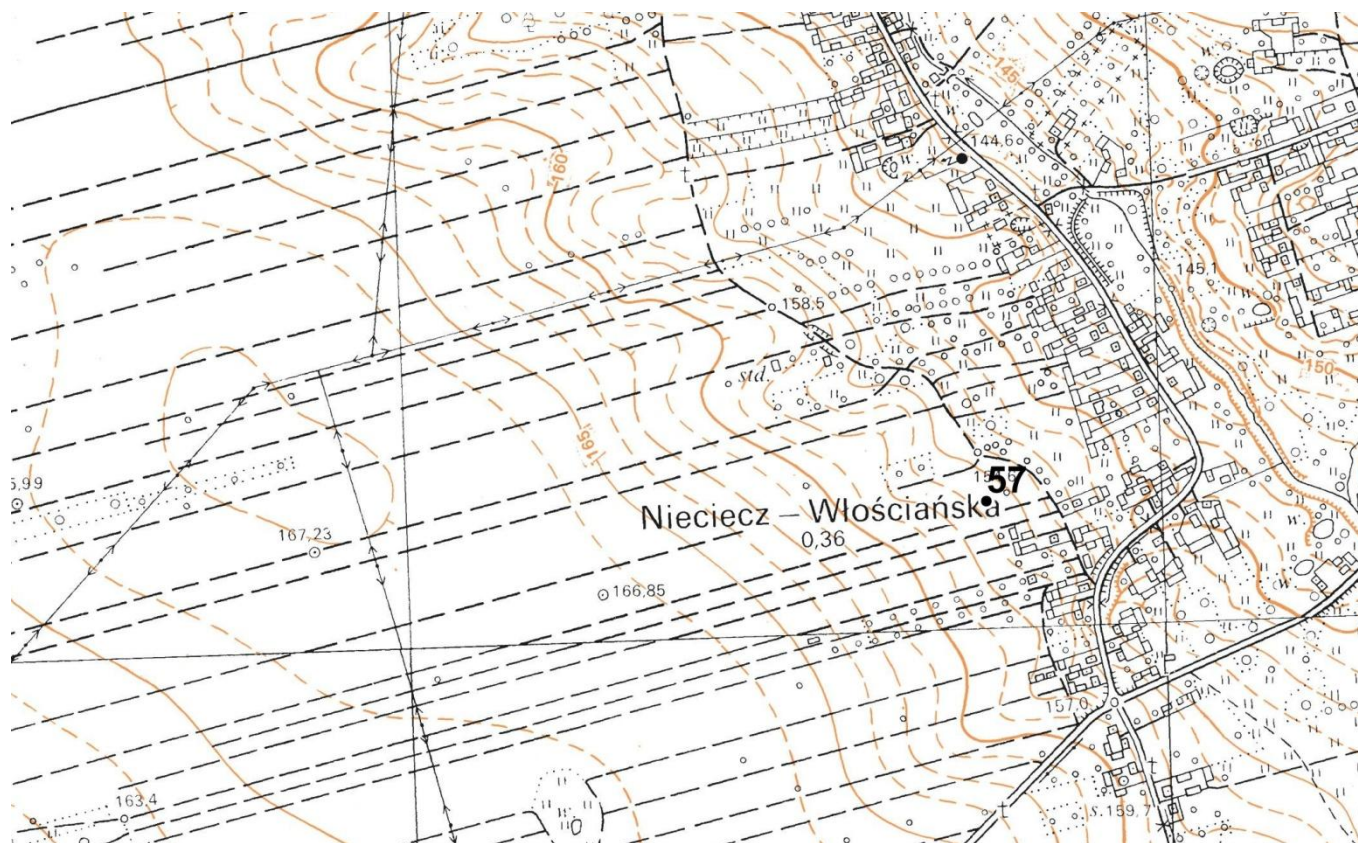 145
w.
160
144,6
w.
145,1
w.
158,5
150
std.
165
57
5,99
Nieciecz – Włościańska
0,36
w.
167,23
166,85
w.
157,0
163,4
w.
s.159,7